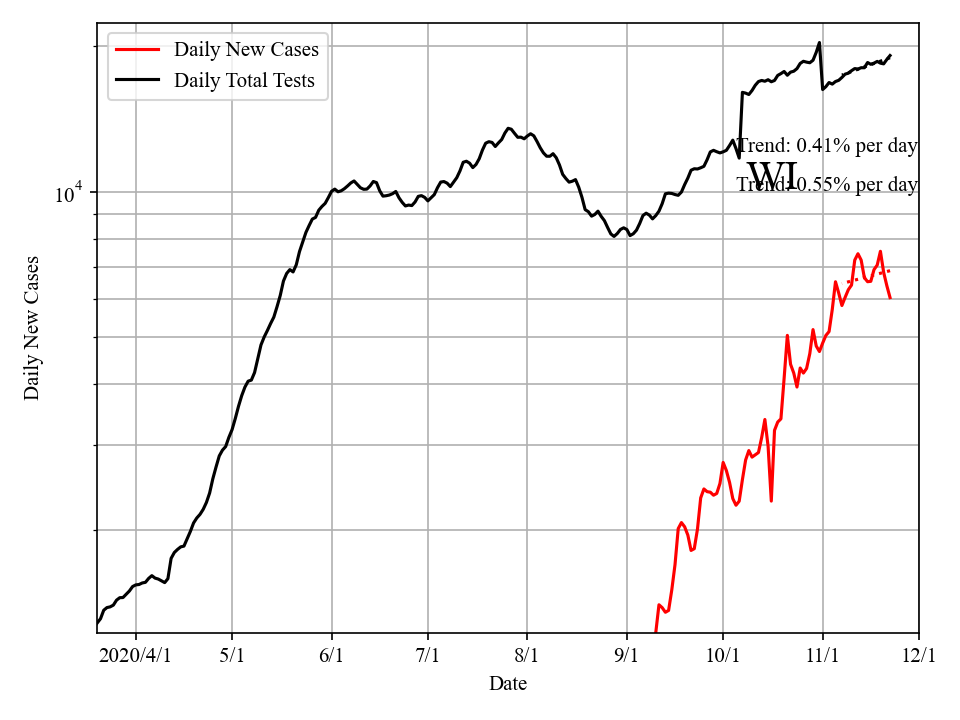 Daily New Cases
Daily Total Tests
Trend: 0.41% per day
WI
Trend: 0.55% per day
10^4
Daily New Cases
2020/4/1 5/1 6/1 7/1 8/1 9/1 10/1 11/1 12/1
Date